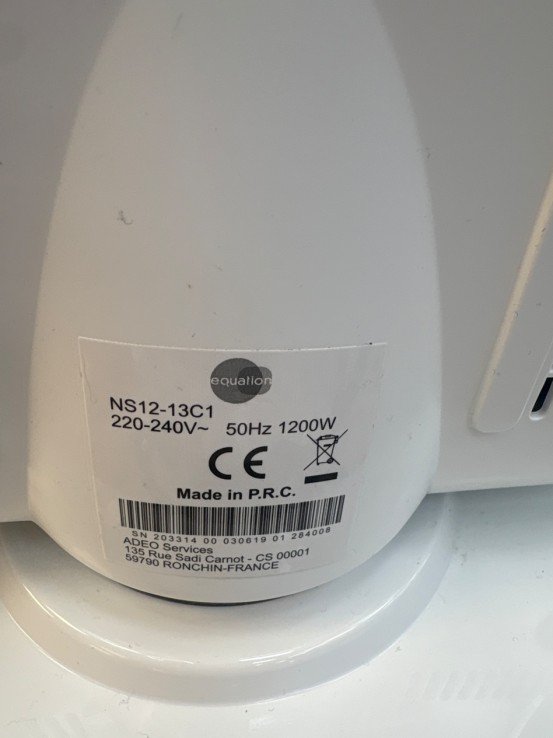 equation
NS12-13C1
220-240V~ 50Hz 1200W
CE
Made in P.R.C.
SN 203314 00 030619 01 284008
ADEO Services
135 Rue Sadi Carnot - CS 00001
59790 RONCHIN-FRANCE